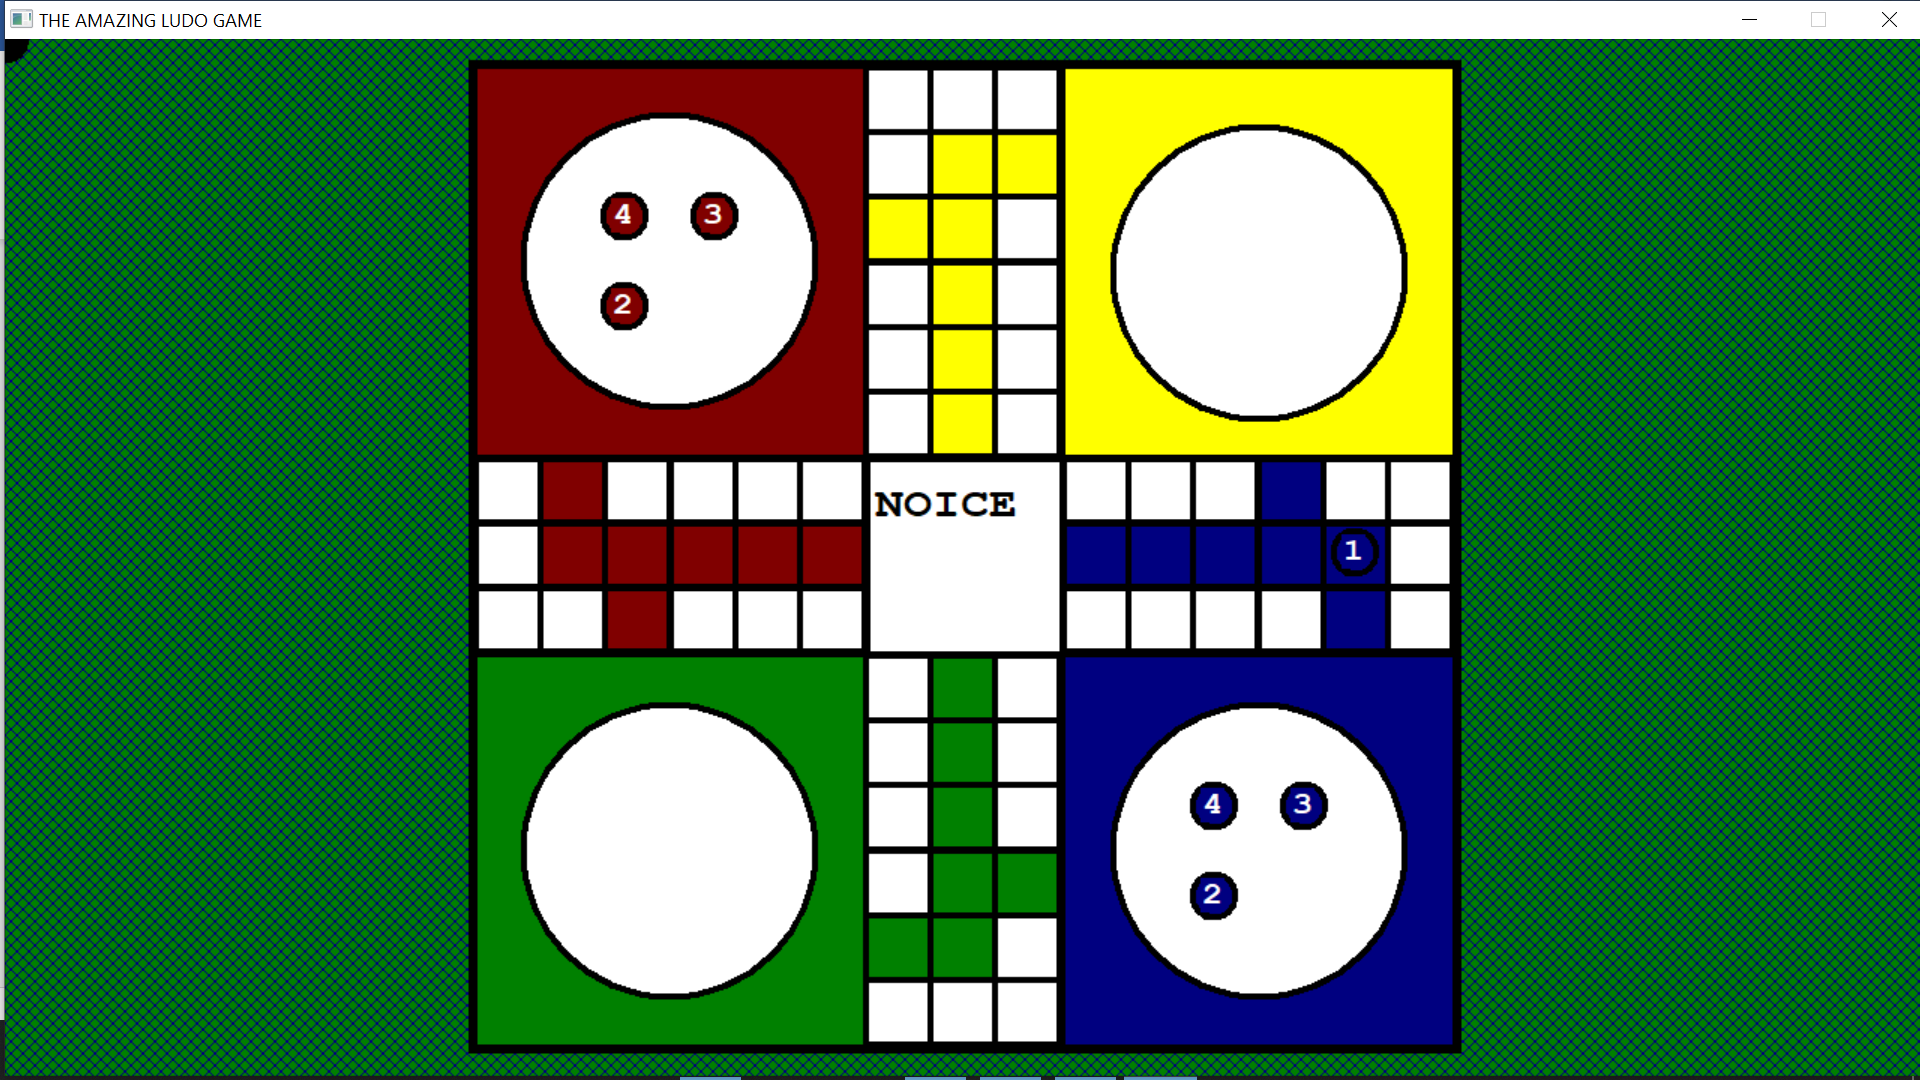 THE AMAZING LUDO GAME
4 3
2
NOICE
1
4 3
2